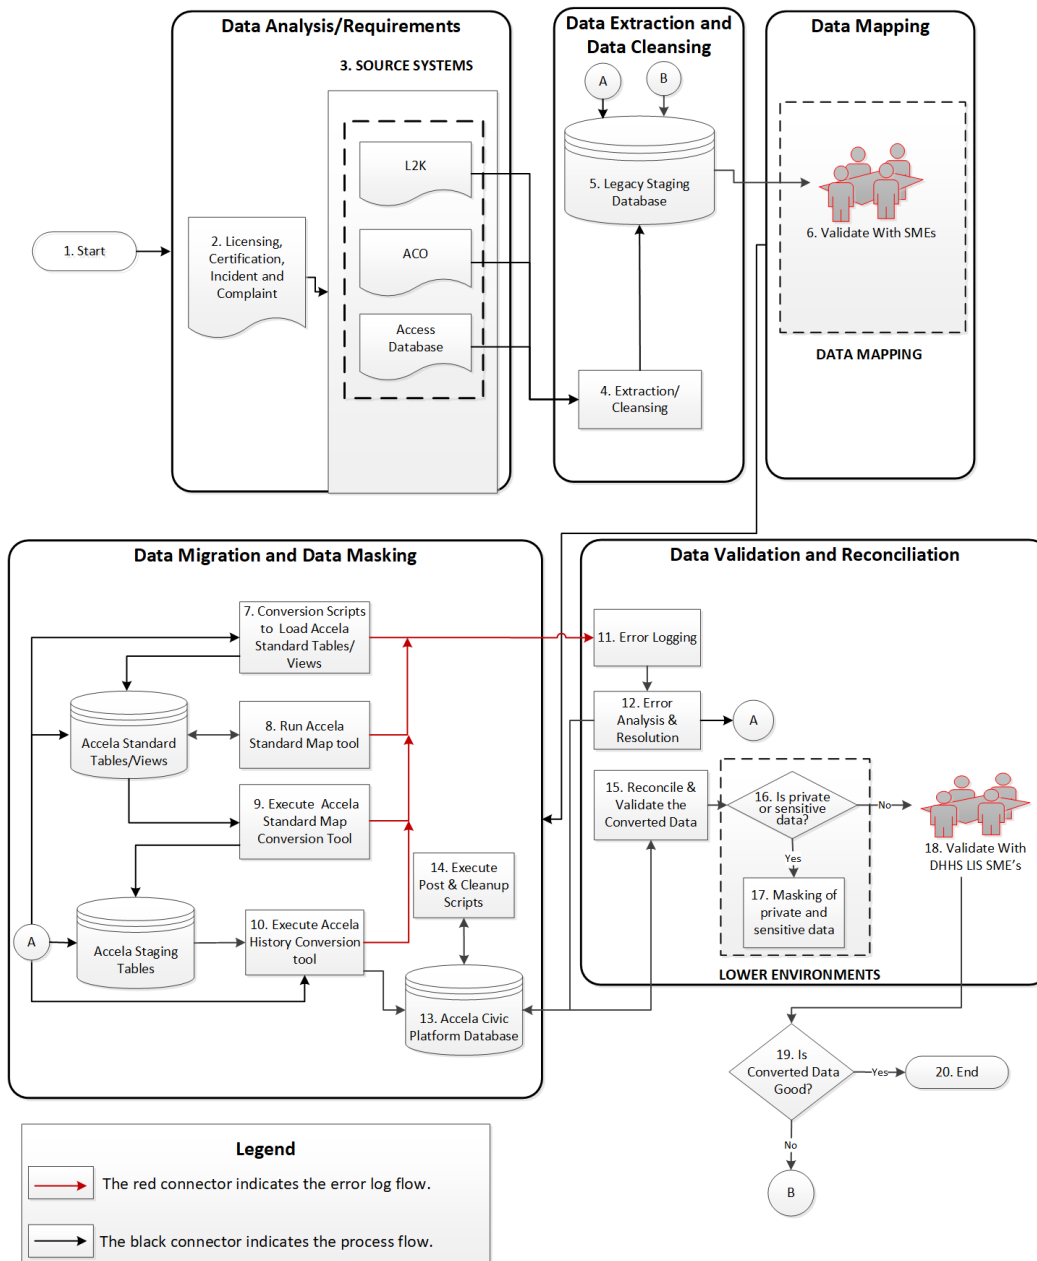 Data Analysis/Requirements
3. SOURCE SYSTEMS
1. Start
2. Licensing,
Certification,
Incident and
Complaint
L2K
ACO
Access
Database
Data Extraction and
Data Cleansing
A
B
5. Legacy Staging
Database
4. Extraction/
Cleansing
Data Mapping
6. Validate With SMEs
DATA MAPPING
Data Migration and Data Masking
7. Conversion Scripts
to Load Accela
Standard Tables/
Views
Accela Standard
Tables/Views
8. Run Accela
Standard Map tool
9. Execute Accela
Standard Map
Conversion Tool
14. Execute
Post & Cleanup
Scripts
A
Accela Staging
Tables
10. Execute Accela
History Conversion
tool
13. Accela Civic
Platform Database
Data Validation and Reconciliation
11. Error Logging
12. Error
Analysis &
Resolution
A
15. Reconcile &
Validate the
Converted Data
16. Is private
or sensitive
data?
No
Yes
17. Masking of
private and
sensitive data
18. Validate With
DHHS LIS SME's
LOWER ENVIRONMENTS
19. Is
Converted Data
Good?
Yes
20. End
No
B
Legend
The red connector indicates the error log flow.
The black connector indicates the process flow.